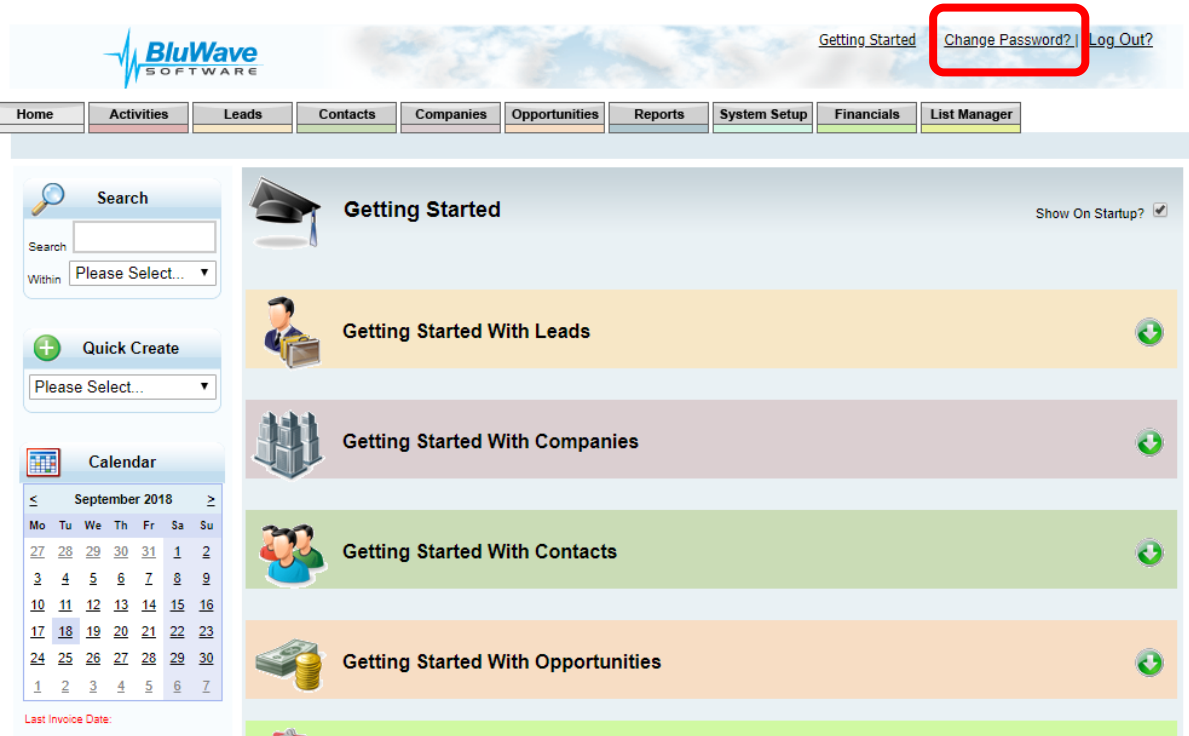 BluWave
SOFTWARE
Getting Started Change Password? | Log Out?
Home Activities Leads Contacts Companies Opportunities Reports System Setup Financials List Manager
Search
Search
Within Please Select...
Quick Create
Please Select...
Calendar
< September 2018 >
Mo Tu We Th Fr Sa Su
27 28 29 30 31 1 2
3 4 5 6 7 8 9
10 11 12 13 14 15 16
17 18 19 20 21 22 23
24 25 26 27 28 29 30
1 2 3 4 5 6 7
Last Invoice Date:
Getting Started
Show On Startup?
Getting Started With Leads
Getting Started With Companies
Getting Started With Contacts
Getting Started With Opportunities